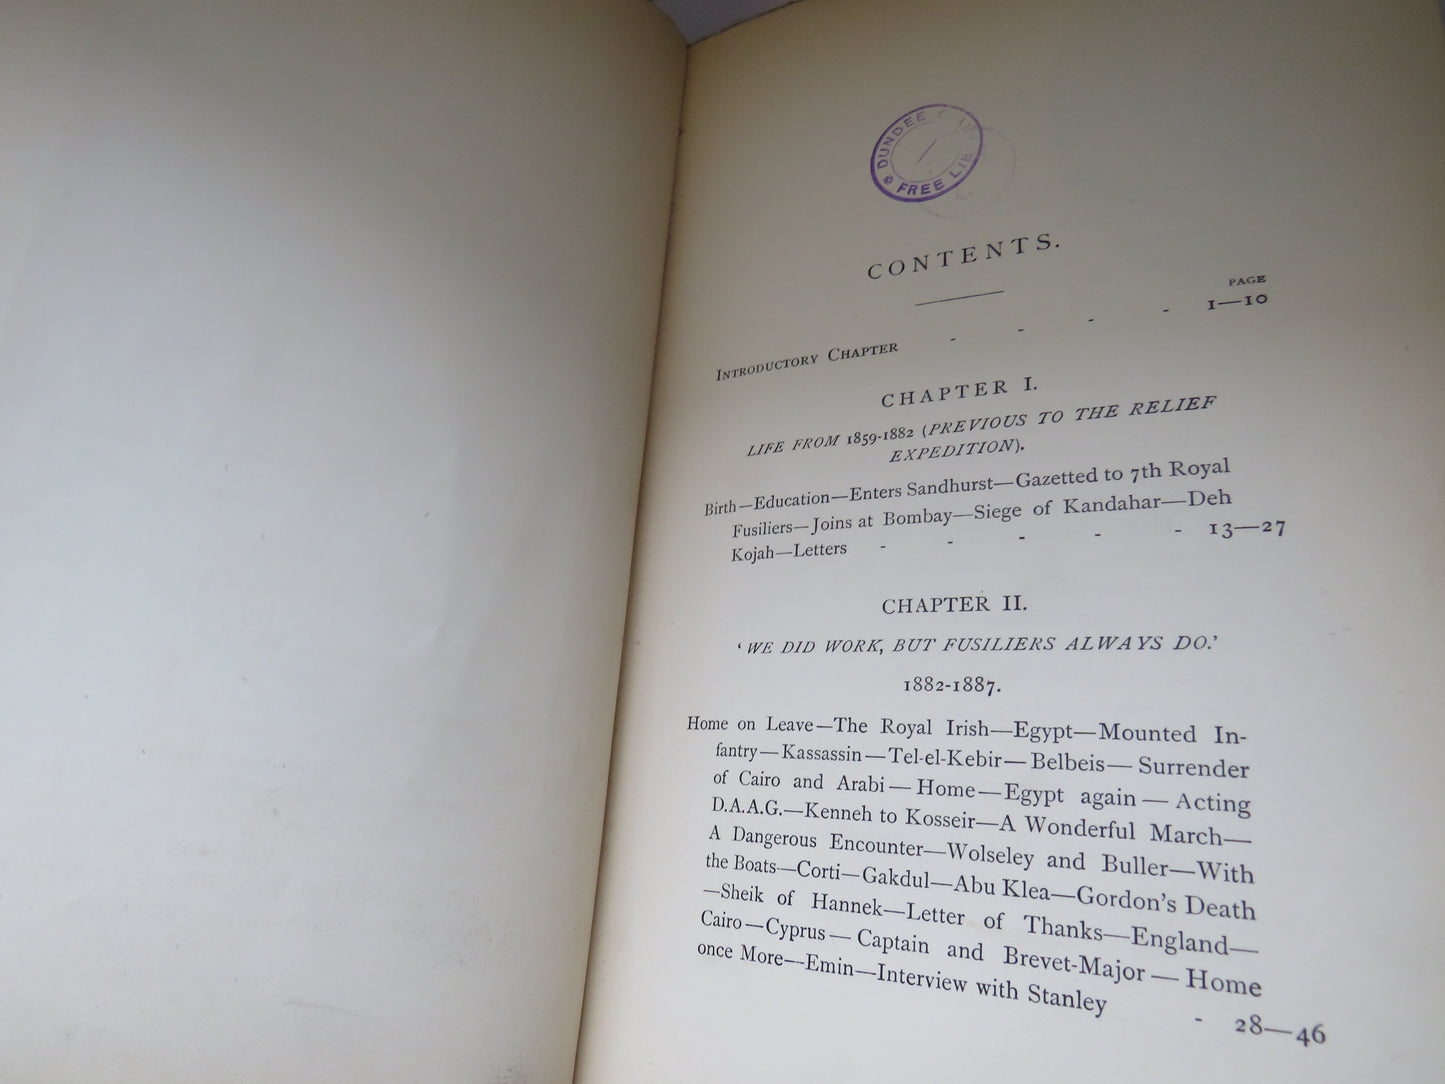 DUNDEE
FREE LIB
CONTENTS.
PAGE
INTRODUCTORY CHAPTER - - - - 1—10
CHAPTER I.
LIFE FROM 1859-1882 (PREVIOUS TO THE RELIEF
EXPEDITION).
Birth—Education—Enters Sandhurst—Gazetted to 7th Royal
Fusiliers—Joins at Bombay—Siege of Kandahar—Deh
Kojah—Letters - - - - - 13—27
CHAPTER II.
‘WE DID WORK, BUT FUSILIERS ALWAYS DO.’
1882-1887.
Home on Leave—The Royal Irish—Egypt—Mounted In-
fantry—Kassassin—Tel-el-Kebir—Belbeis—Surrender
of Cairo and Arabi—Home—Egypt again—Acting
D.A.A.G.—Kenneh to Kosseir—A Wonderful March—
A Dangerous Encounter—Wolseley and Buller—With
the Boats—Corti—Gakdul—Abu Klea—Gordon’s Death
—Sheik of Hannek—Letter of Thanks—England—
Cairo—Cyprus—Captain and Brevet-Major—Home
once More—Emin—Interview with Stanley - 28—46